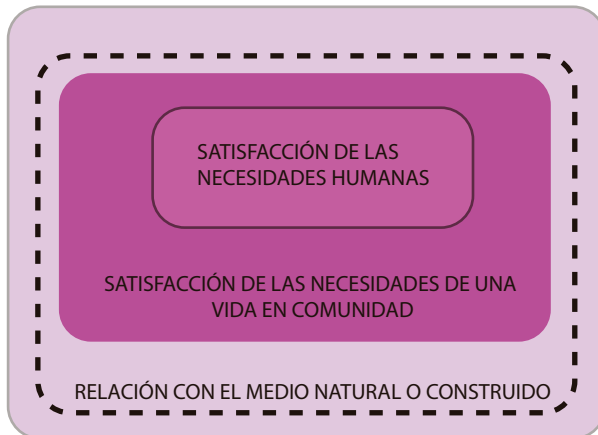 SATISFACCIÓN DE LAS
NECESIDADES HUMANAS
SATISFACCIÓN DE LAS NECESIDADES DE UNA
VIDA EN COMUNIDAD
RELACIÓN CON EL MEDIO NATURAL O CONSTRUIDO